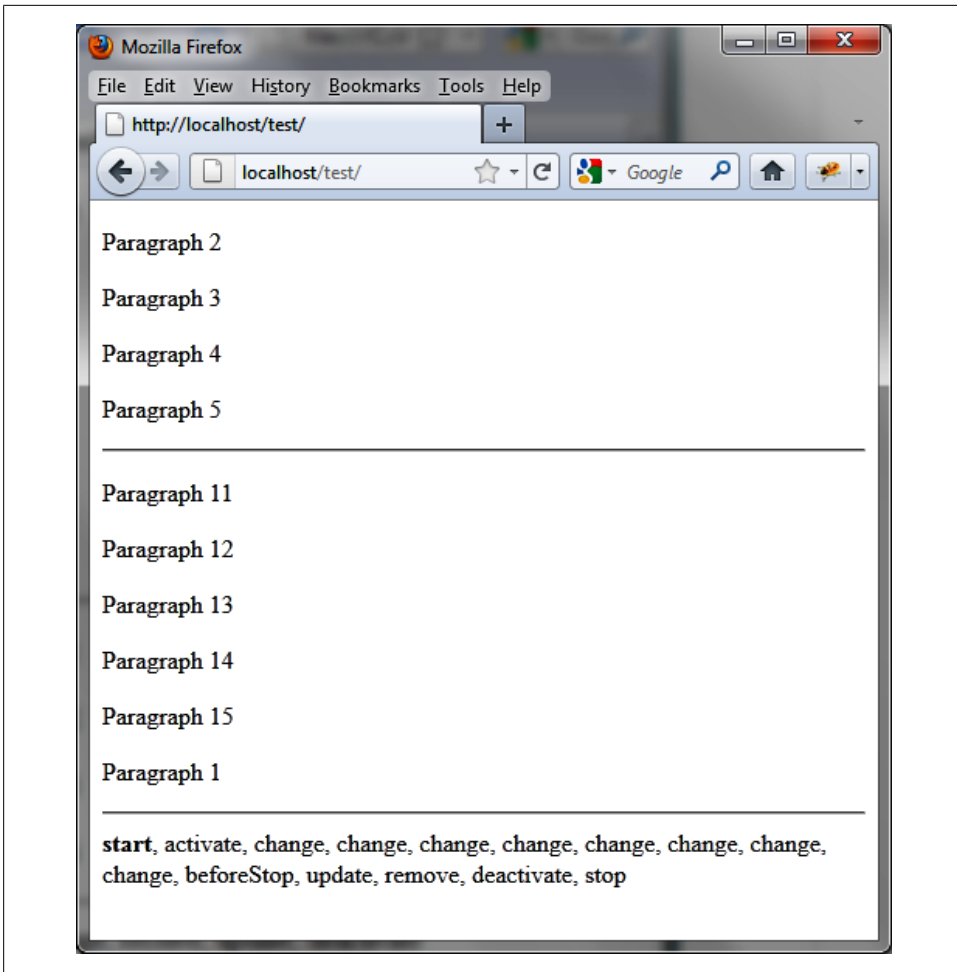 Mozilla Firefox
File Edit View History Bookmarks Tools Help
http://localhost/test/
localhost/test/ Google
Paragraph 2
Paragraph 3
Paragraph 4
Paragraph 5
Paragraph 11
Paragraph 12
Paragraph 13
Paragraph 14
Paragraph 15
Paragraph 1
start, activate, change, change, change, change, change, change, change,
change, beforeStop, update, remove, deactivate, stop